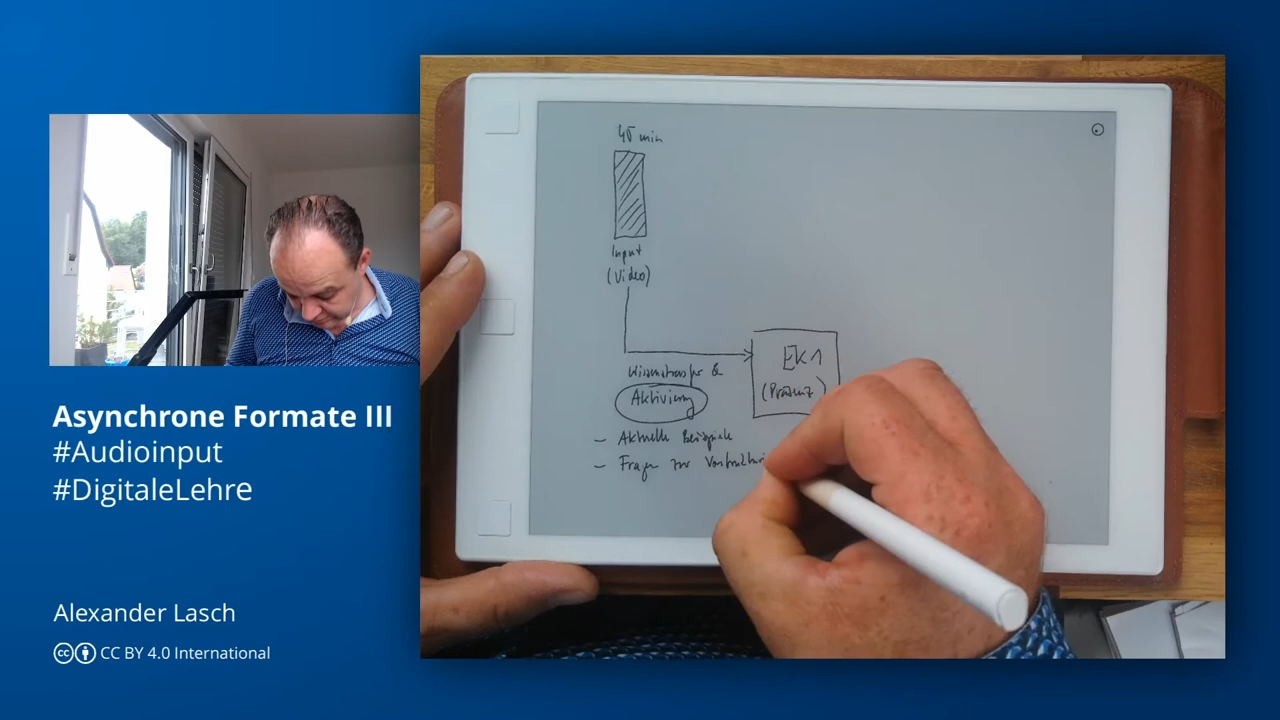 Asynchrone Formate III
#Audioinput
#DigitaleLehre
Alexander Lasch
CC BY 4.0 International
45 min
Input
(Video)
EK1
(Präsenz)
Wissenstransfer &
Aktivierung
- Aktuelle Beispiele
- Fragen zur